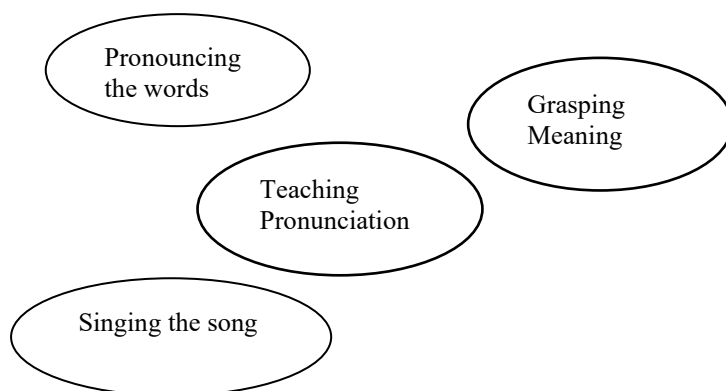 Pronouncing
the words
Grasping
Meaning
Teaching
Pronunciation
Singing the song